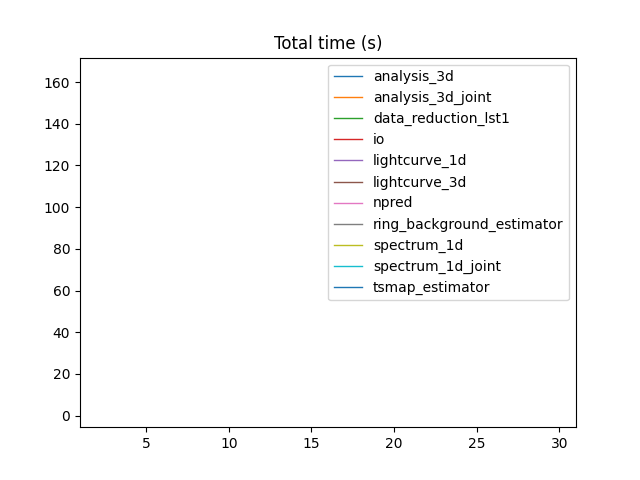 Total time (s)
160
140
120
100
80
60
40
20
0
analysis_3d
analysis_3d_joint
data_reduction_lst1
io
lightcurve_1d
lightcurve_3d
npred
ring_background_estimator
spectrum_1d
spectrum_1d_joint
tsmap_estimator
5 10 15 20 25 30